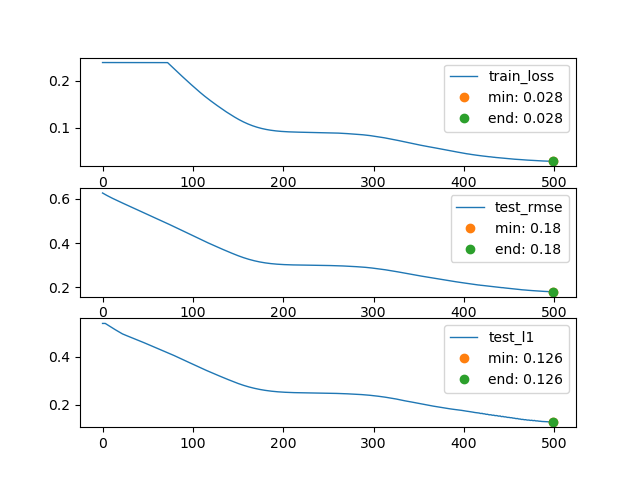 train_loss
min: 0.028
end: 0.028
0.2
0.1
0 100 200 300 400 500
test_rmse
min: 0.18
end: 0.18
0.6
0.4
0.2
0 100 200 300 400 500
test_l1
min: 0.126
end: 0.126
0.4
0.2
0 100 200 300 400 500